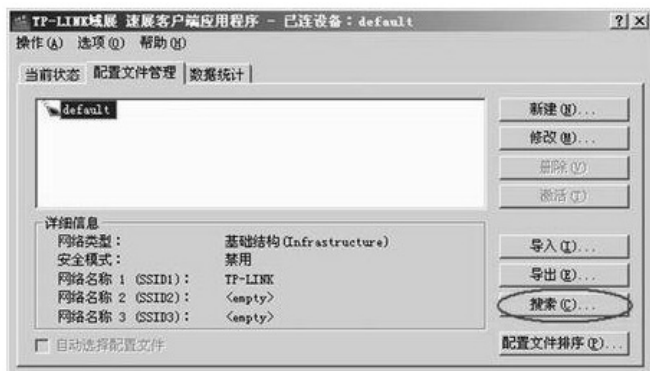 TP-LINK域展 速展客户端应用程序 - 已连设备：default
操作(A) 选项(O) 帮助(H)
当前状态 配置文件管理 数据统计
default
新建(N)...
修改(M)...
删除(V)
激活(T)
详细信息
网络类型： 基础结构(Infrastructure)
安全模式： 禁用
网络名称 1 (SSID1)： TP-LINK
网络名称 2 (SSID2)： <empty>
网络名称 3 (SSID3)： <empty>
导入(I)...
导出(E)...
搜索(C)...
自动选择配置文件
配置文件排序(P)...